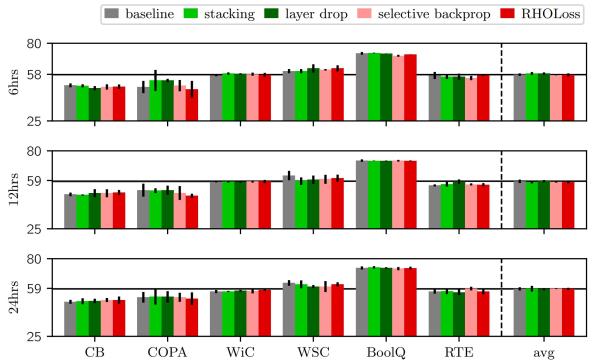 baseline stacking layer drop selective backprop RHOLoss
80
58
25
6hrs
80
59
25
12hrs
80
59
25
24hrs
CB COPA WiC WSC BoolQ RTE avg